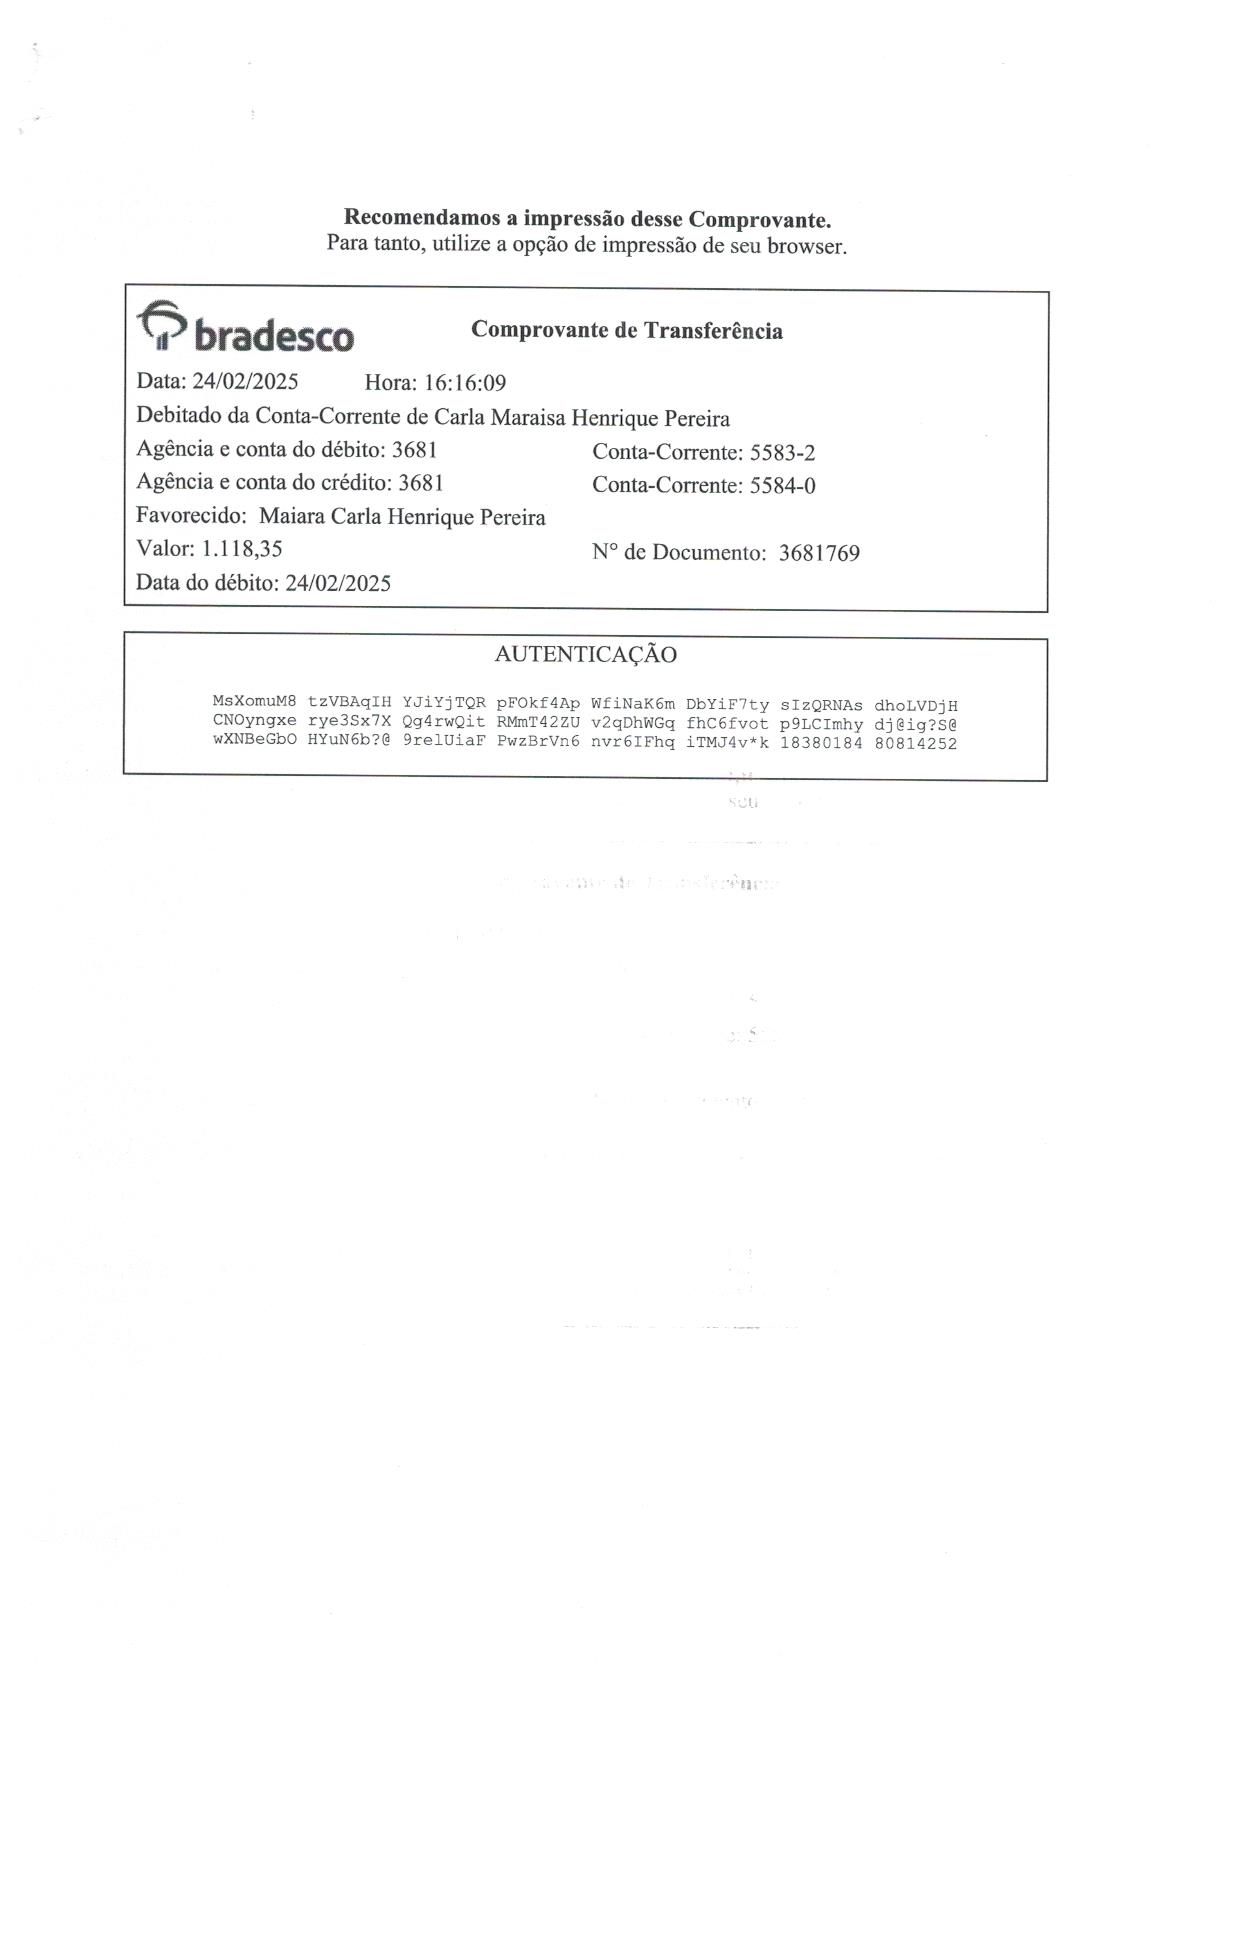 Recomendamos a impressão desse Comprovante.
Para tanto, utilize a opção de impressão de seu browser.
bradesco Comprovante de Transferência
Data: 24/02/2025 Hora: 16:16:09
Debitado da Conta-Corrente de Carla Maraisa Henrique Pereira
Agência e conta do débito: 3681 Conta-Corrente: 5583-2
Agência e conta do crédito: 3681 Conta-Corrente: 5584-0
Favorecido: Maiara Carla Henrique Pereira
Valor: 1.118,35 N° de Documento: 3681769
Data do débito: 24/02/2025
AUTENTICAÇÃO
MsXomuM8 tzVBAqIH YJiYjTQR pFOkf4Ap WfiNaK6m DbYiF7ty sIzQRNAs dhoLVDjH
CNOyngxe rye3Sx7X Qg4rwQit RMmT42ZU v2qDhWGq fhC6fvot p9LCImhy dj@ig?S@
wXNBeGbO HYuN6b?@ 9relUiaF PwzBrVn6 nvr6IFhq iTMJ4v*k 18380184 80814252
seu